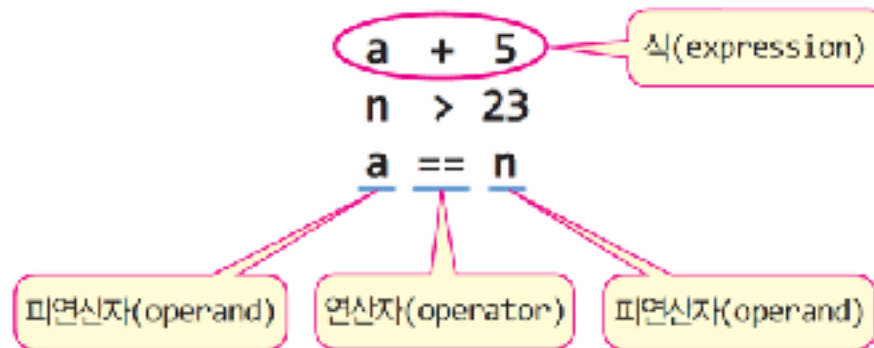 a + 5
식(expression)
n > 23
a == n
피연산자(operand)
연산자(operator)
피연산자(operand)